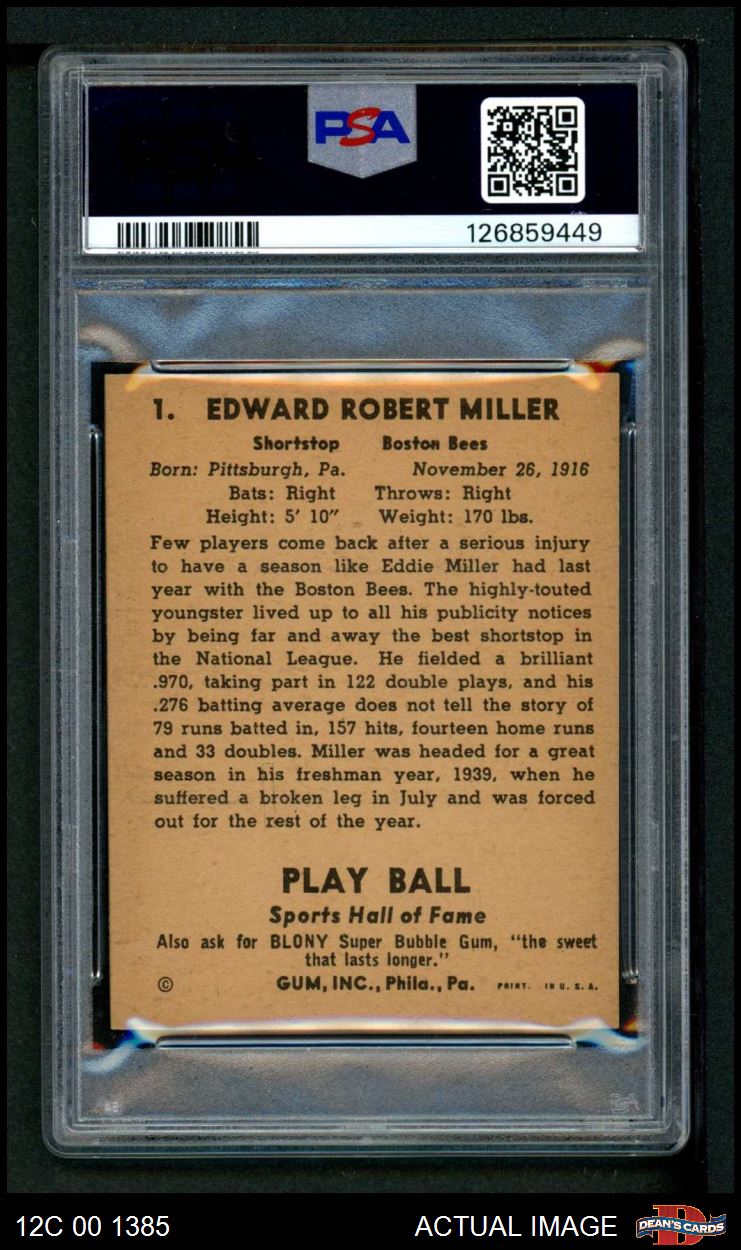 PSA
126859449
1. EDWARD ROBERT MILLER
Shortstop Boston Bees
Born: Pittsburgh, Pa. November 26, 1916
Bats: Right Throws: Right
Height: 5' 10" Weight: 170 lbs.
Few players come back after a serious injury
to have a season like Eddie Miller had last
year with the Boston Bees. The highly-touted
youngster lived up to all his publicity notices
by being far and away the best shortstop in
the National League. He fielded a brilliant
.970, taking part in 122 double plays, and his
.276 batting average does not tell the story of
79 runs batted in, 157 hits, fourteen home runs
and 33 doubles. Miller was headed for a great
season in his freshman year, 1939, when he
suffered a broken leg in July and was forced
out for the rest of the year.
PLAY BALL
Sports Hall of Fame
Also ask for BLONY Super Bubble Gum, "the sweet
that lasts longer."
© GUM, INC., Phila., Pa. PRINT. IN U. S. A.
12C 00 1385 ACTUAL IMAGE DEAN'S CARDS